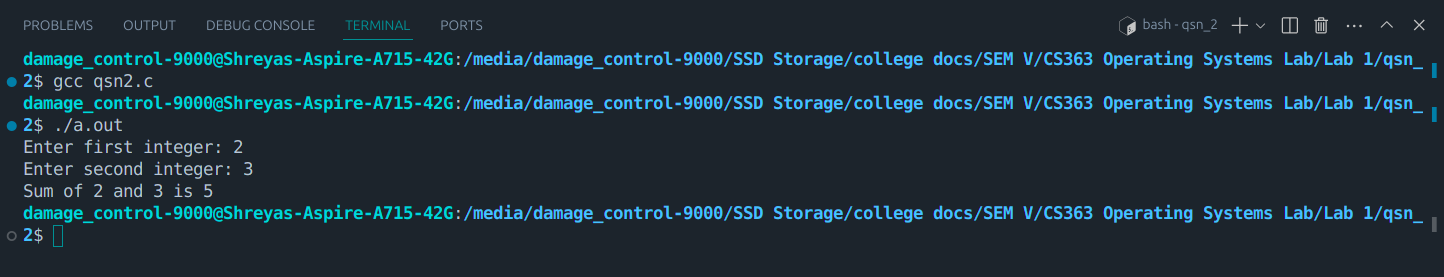 PROBLEMS OUTPUT DEBUG CONSOLE TERMINAL PORTS bash - qsn_2
damage_control-9000@Shreyas-Aspire-A715-42G:/media/damage_control-9000/SSD Storage/college docs/SEM V/CS363 Operating Systems Lab/Lab 1/qsn_
2$ gcc qsn2.c
damage_control-9000@Shreyas-Aspire-A715-42G:/media/damage_control-9000/SSD Storage/college docs/SEM V/CS363 Operating Systems Lab/Lab 1/qsn_
2$ ./a.out
Enter first integer: 2
Enter second integer: 3
Sum of 2 and 3 is 5
damage_control-9000@Shreyas-Aspire-A715-42G:/media/damage_control-9000/SSD Storage/college docs/SEM V/CS363 Operating Systems Lab/Lab 1/qsn_
2$